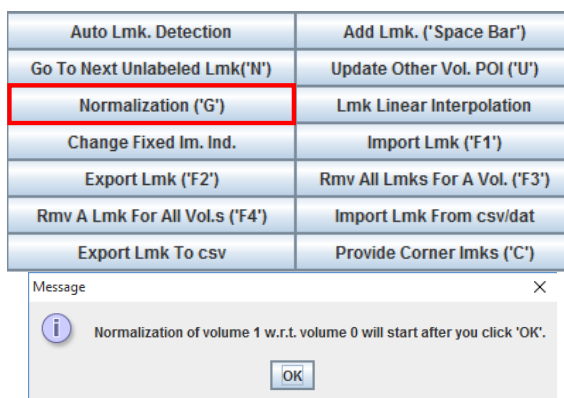 Auto Lmk. Detection
Add Lmk. ('Space Bar')
Go To Next Unlabeled Lmk('N')
Update Other Vol. POI ('U')
Normalization ('G')
Lmk Linear Interpolation
Change Fixed Im. Ind.
Import Lmk ('F1')
Export Lmk ('F2')
Rmv All Lmks For A Vol. ('F3')
Rmv A Lmk For All Vol.s ('F4')
Import Lmk From csv/dat
Export Lmk To csv
Provide Corner lmks ('C')
Message
Normalization of volume 1 w.r.t. volume 0 will start after you click 'OK'.
OK